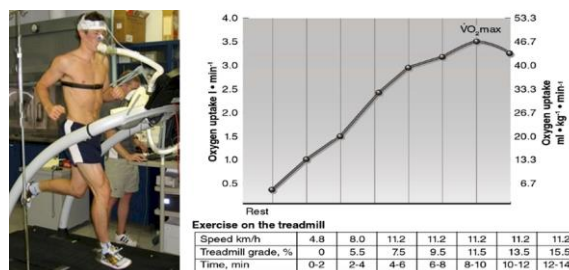 4.0
3.5
3.0
2.5
2.0
1.5
1.0
0.5
Oxygen uptake l • min⁻¹
V̇O₂max
53.3
46.7
40.0
33.3
26.7
20.0
13.3
6.7
Oxygen uptake
ml • kg⁻¹ • min⁻¹
Rest
Exercise on the treadmill
Speed km/h 4.8 8.0 11.2 11.2 11.2 11.2 11.2
Treadmill grade, % 0 5.5 7.5 9.5 11.5 13.5 15.5
Time, min 0-2 2-4 4-6 6-8 8-10 10-12 12-14